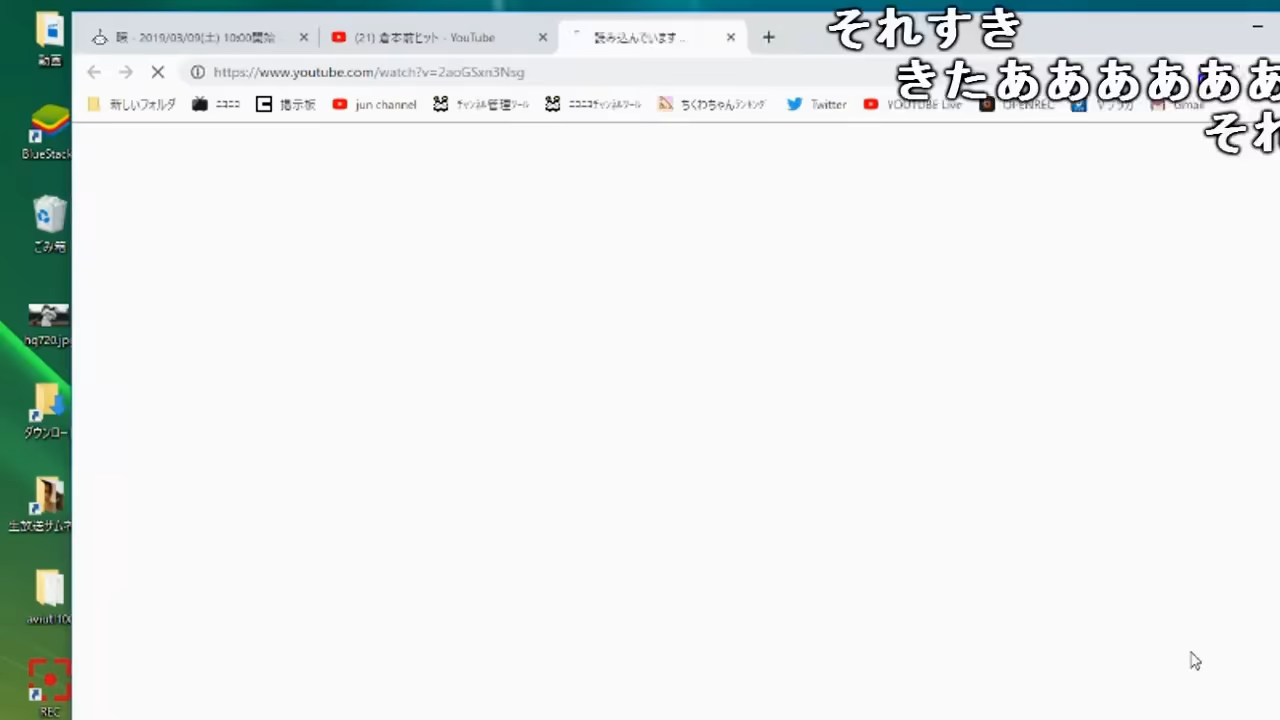 それすき
きたああああああ
それ
暇 - 2019/03/09(土) 10:00開始
(21) 倉本前ヒット - YouTube
読み込んでいます...
https://www.youtube.com/watch?v=2aoGSxn3Nsg
新しいフォルダ
ニコニコ
掲示板
jun channel
チャンネル管理ツール
ニコニコチャンネルツール
ちくわちゃんランキング
Twitter
YOUTUBE Live
OPENREC
Gmail
動画
BlueStack
ごみ箱
hq720.jpg
ダウンロー
生放送サムネ
aviutl100
REC